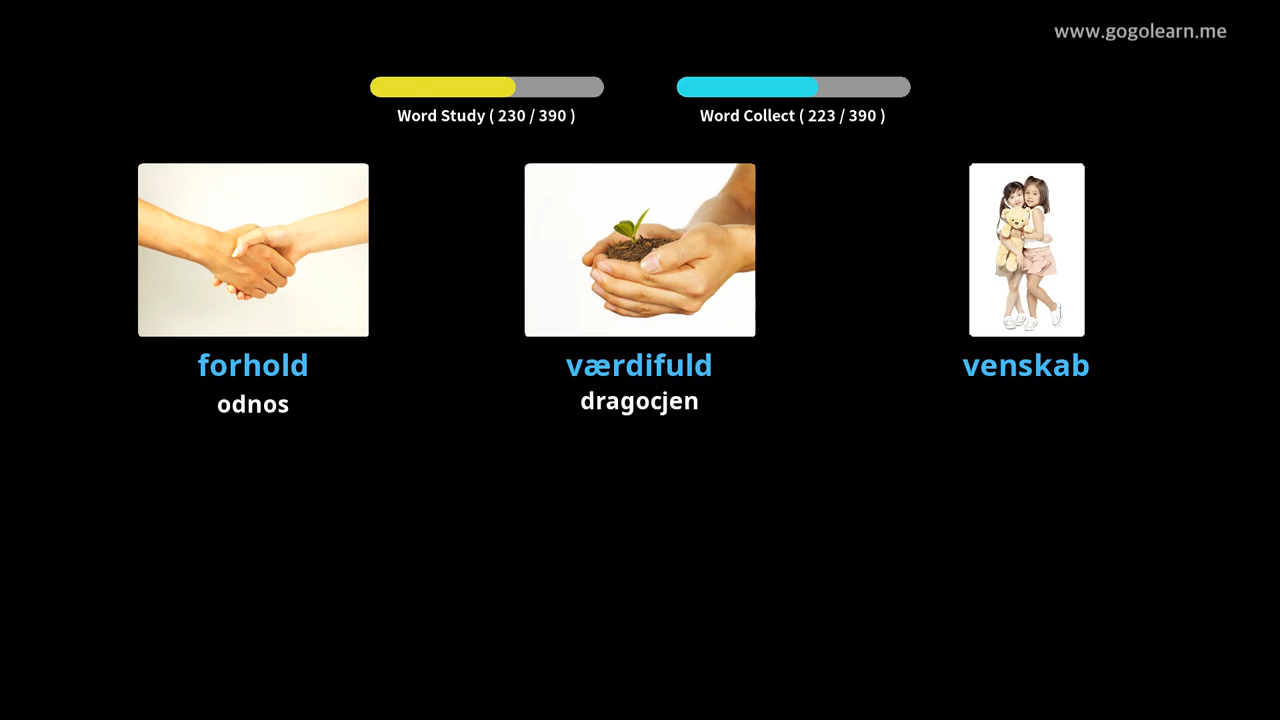 www.gogolearn.me
Word Study ( 230 / 390 )
Word Collect ( 223 / 390 )
forhold
odnos
værdifuld
dragocjen
venskab